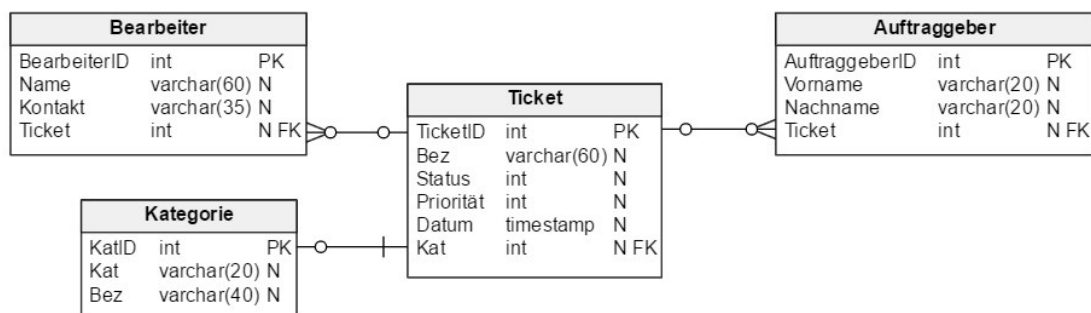 Bearbeiter
BearbeiterID int PK
Name varchar(60) N
Kontakt varchar(35) N
Ticket int N FK
Auftraggeber
AuftraggeberID int PK
Vorname varchar(20) N
Nachname varchar(20) N
Ticket int N FK
Ticket
TicketID int PK
Bez varchar(60) N
Status int N
Priorität int N
Datum timestamp N
Kat int N FK
Kategorie
KatID int PK
Kat varchar(20) N
Bez varchar(40) N